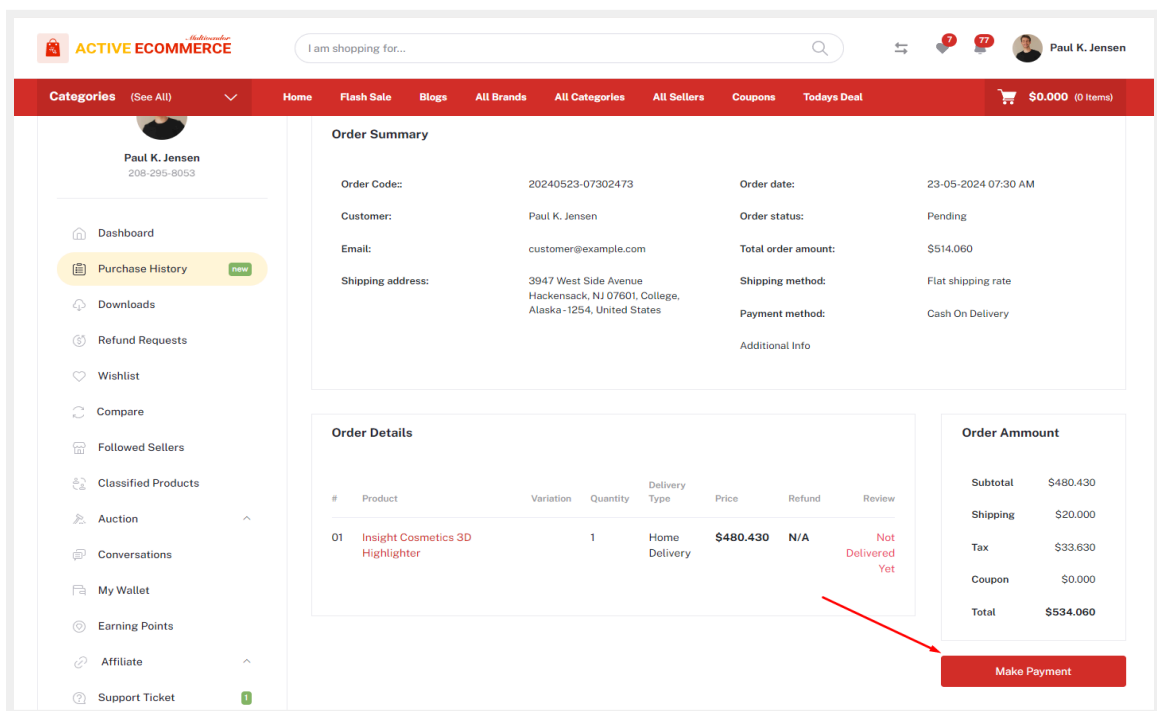 Multivendor
ACTIVE ECOMMERCE
I am shopping for...
7
77
Paul K. Jensen
Categories (See All)
Home Flash Sale Blogs All Brands All Categories All Sellers Coupons Todays Deal
$0.000 (0 Items)
Paul K. Jensen
208-295-8053
Dashboard
Purchase History new
Downloads
Refund Requests
Wishlist
Compare
Followed Sellers
Classified Products
Auction
Conversations
My Wallet
Earning Points
Affiliate
Support Ticket 1
Order Summary
Order Code:: 20240523-07302473 Order date: 23-05-2024 07:30 AM
Customer: Paul K. Jensen Order status: Pending
Email: customer@example.com Total order amount: $514.060
Shipping address: 3947 West Side Avenue Shipping method: Flat shipping rate
Hackensack, NJ 07601, College,
Alaska-1254, United States
Payment method: Cash On Delivery
Additional Info
Order Details
# Product Variation Quantity Delivery Type Price Refund Review
01 Insight Cosmetics 3D Highlighter 1 Home Delivery $480.430 N/A Not Delivered Yet
Order Ammount
Subtotal $480.430
Shipping $20.000
Tax $33.630
Coupon $0.000
Total $534.060
Make Payment